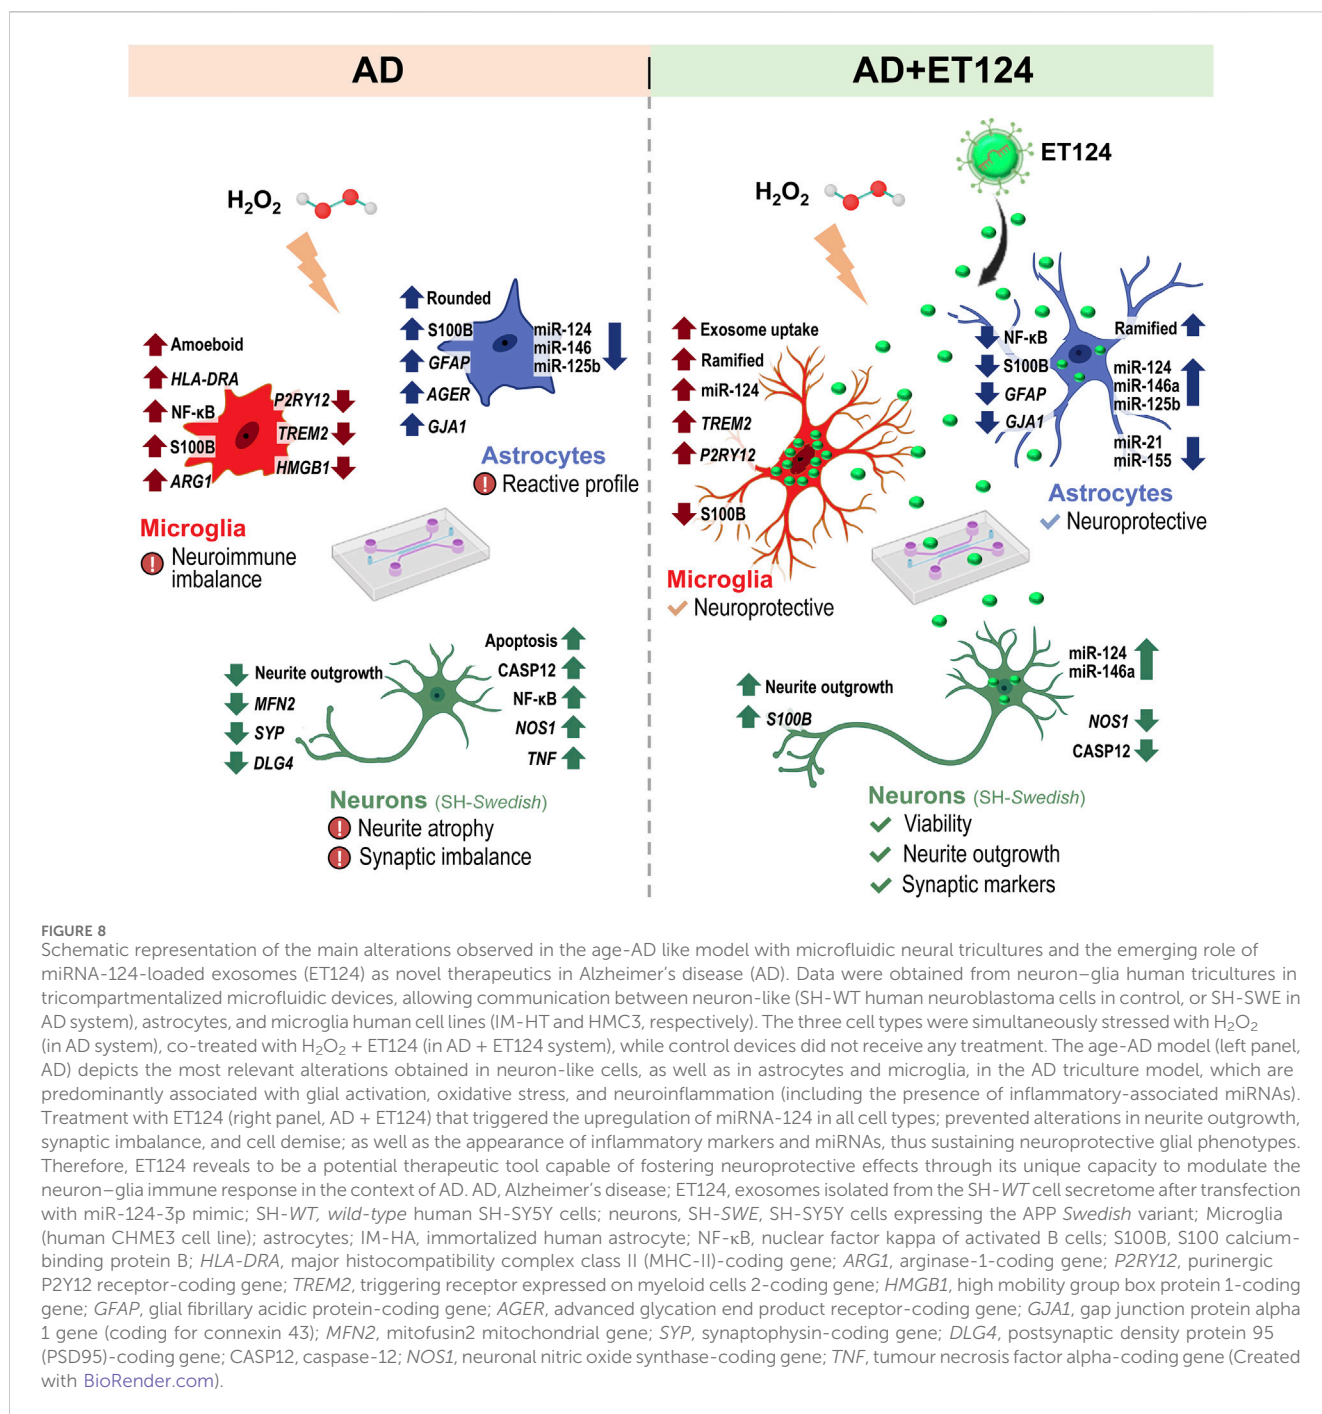 AD
AD+ET124
H₂O₂
Rounded
S100B
GFAP
AGER
GJA1
miR-124
miR-146
miR-125b
Astrocytes
Reactive profile
Amoeboid
HLA-DRA
NF-κB
S100B
ARG1
P2RY12
TREM2
HMGB1
Microglia
Neuroimmune
imbalance
Neurite outgrowth
MFN2
SYP
DLG4
Apoptosis
CASP12
NF-κB
NOS1
TNF
Neurons (SH-Swedish)
Neurite atrophy
Synaptic imbalance
ET124
H₂O₂
Exosome uptake
Ramified
miR-124
TREM2
P2RY12
S100B
Microglia
Neuroprotective
NF-κB
S100B
GFAP
GJA1
Ramified
miR-124
miR-146a
miR-125b
miR-21
miR-155
Astrocytes
Neuroprotective
Neurite outgrowth
S100B
miR-124
miR-146a
NOS1
CASP12
Neurons (SH-Swedish)
Viability
Neurite outgrowth
Synaptic markers
FIGURE 8
Schematic representation of the main alterations observed in the age-AD like model with microfluidic neural tricultures and the emerging role of
miRNA-124-loaded exosomes (ET124) as novel therapeutics in Alzheimer's disease (AD). Data were obtained from neuron–glia human tricultures in
tricompartmentalized microfluidic devices, allowing communication between neuron-like (SH-WT human neuroblastoma cells in control, or SH-SWE in
AD system), astrocytes, and microglia human cell lines (IM-HT and HMC3, respectively). The three cell types were simultaneously stressed with H₂O₂
(in AD system), co-treated with H₂O₂ + ET124 (in AD + ET124 system), while control devices did not receive any treatment. The age-AD model (left panel,
AD) depicts the most relevant alterations obtained in neuron-like cells, as well as in astrocytes and microglia, in the AD triculture model, which are
predominantly associated with glial activation, oxidative stress, and neuroinflammation (including the presence of inflammatory-associated miRNAs).
Treatment with ET124 (right panel, AD + ET124) that triggered the upregulation of miRNA-124 in all cell types; prevented alterations in neurite outgrowth,
synaptic imbalance, and cell demise; as well as the appearance of inflammatory markers and miRNAs, thus sustaining neuroprotective glial phenotypes.
Therefore, ET124 reveals to be a potential therapeutic tool capable of fostering neuroprotective effects through its unique capacity to modulate the
neuron–glia immune response in the context of AD. AD, Alzheimer's disease; ET124, exosomes isolated from the SH-WT cell secretome after transfection
with miR-124-3p mimic; SH-WT, wild-type human SH-SY5Y cells; neurons, SH-SWE, SH-SY5Y cells expressing the APP Swedish variant; Microglia
(human CHME3 cell line); astrocytes; IM-HA, immortalized human astrocyte; NF-κB, nuclear factor kappa of activated B cells; S100B, S100 calcium-
binding protein B; HLA-DRA, major histocompatibility complex class II (MHC-II)-coding gene; ARG1, arginase-1-coding gene; P2RY12, purinergic
P2Y12 receptor-coding gene; TREM2, triggering receptor expressed on myeloid cells 2-coding gene; HMGB1, high mobility group box protein 1-coding
gene; GFAP, glial fibrillary acidic protein-coding gene; AGER, advanced glycation end product receptor-coding gene; GJA1, gap junction protein alpha
1 gene (coding for connexin 43); MFN2, mitofusin2 mitochondrial gene; SYP, synaptophysin-coding gene; DLG4, postsynaptic density protein 95
(PSD95)-coding gene; CASP12, caspase-12; NOS1, neuronal nitric oxide synthase-coding gene; TNF, tumour necrosis factor alpha-coding gene (Created
with BioRender.com).